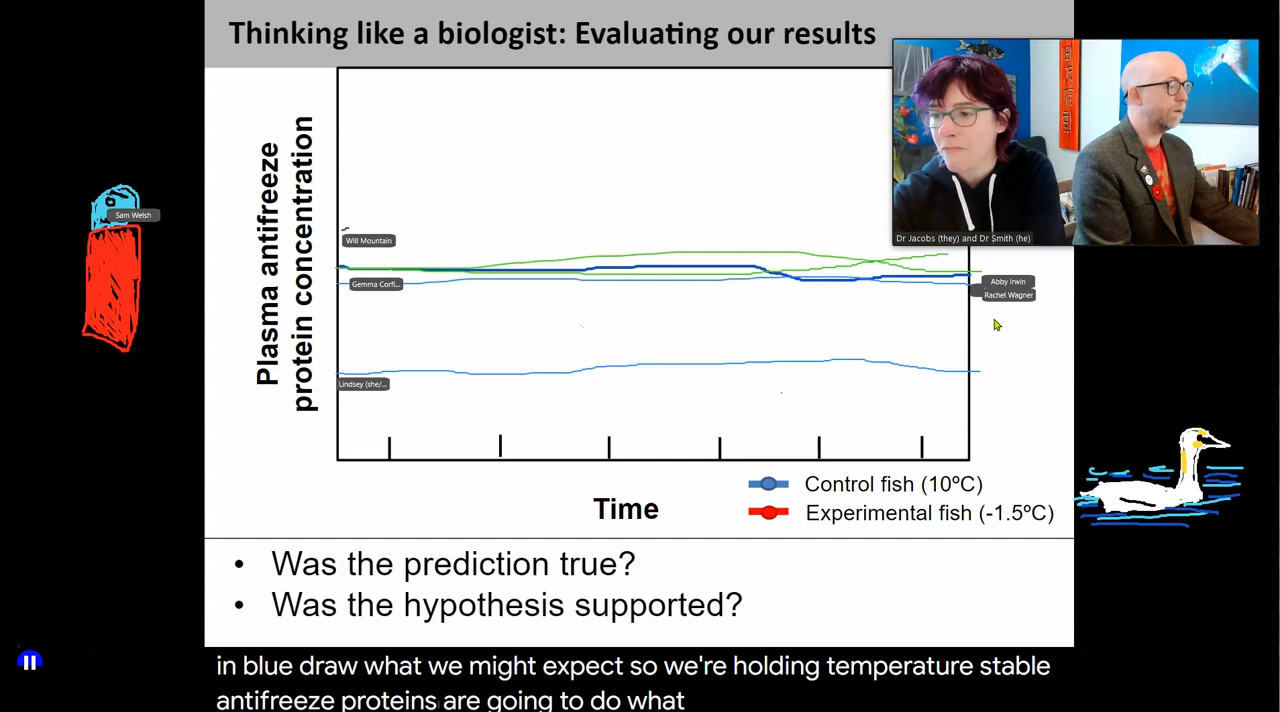 Thinking like a biologist: Evaluating our results
Sam Welsh
Plasma antifreeze
protein concentration
Will Mountain
Gemma Corfi...
Lindsey (she/...
Abby Irwin
Rachel Wagner
Dr Jacobs (they) and Dr Smith (he)
Time
Control fish (10ºC)
Experimental fish (-1.5ºC)
• Was the prediction true?
• Was the hypothesis supported?
in blue draw what we might expect so we're holding temperature stable
antifreeze proteins are going to do what